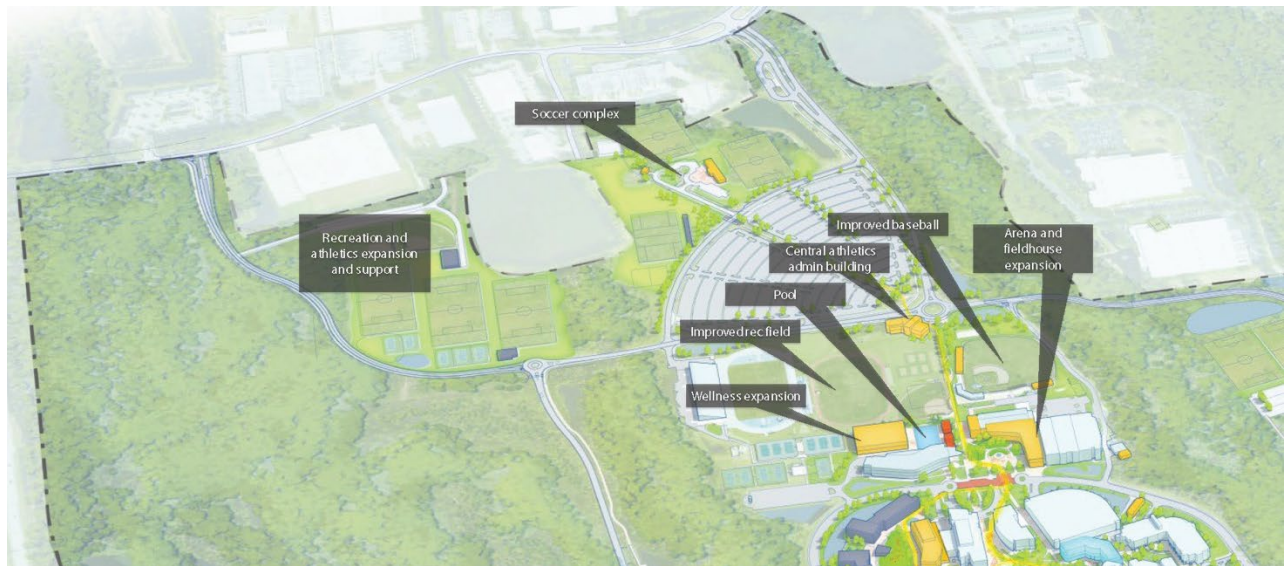 Soccer complex
Recreation and
athletics expansion
and support
Improved baseball
Arena and
fieldhouse
expansion
Central athletics
admin building
Pool
Improved rec field
Wellness expansion